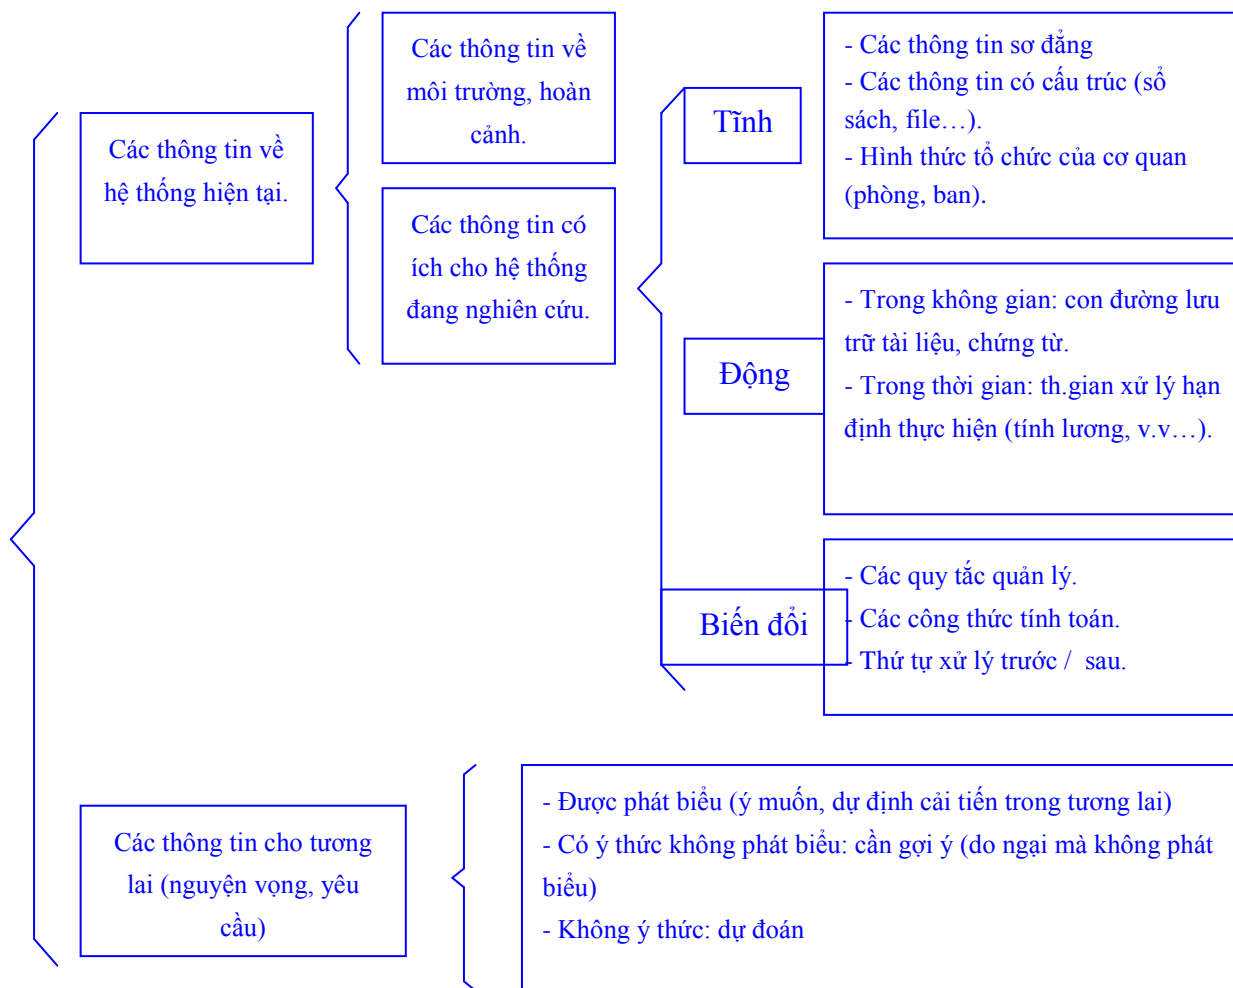 Các thông tin về
hệ thống hiện tại.
Các thông tin về
môi trường, hoàn
cảnh.
Các thông tin có
ích cho hệ thống
đang nghiên cứu.
Tĩnh
- Các thông tin sơ đẳng
- Các thông tin có cấu trúc (sổ
sách, file…).
- Hình thức tổ chức của cơ quan
(phòng, ban).
Động
- Trong không gian: con đường lưu
trữ tài liệu, chứng từ.
- Trong thời gian: th.gian xử lý hạn
định thực hiện (tính lương, v.v…).
Biến đổi
- Các quy tắc quản lý.
- Các công thức tính toán.
- Thứ tự xử lý trước / sau.
Các thông tin cho tương
lai (nguyện vọng, yêu
cầu)
- Được phát biểu (ý muốn, dự định cải tiến trong tương lai)
- Có ý thức không phát biểu: cần gợi ý (do ngại mà không phát
biểu)
- Không ý thức: dự đoán